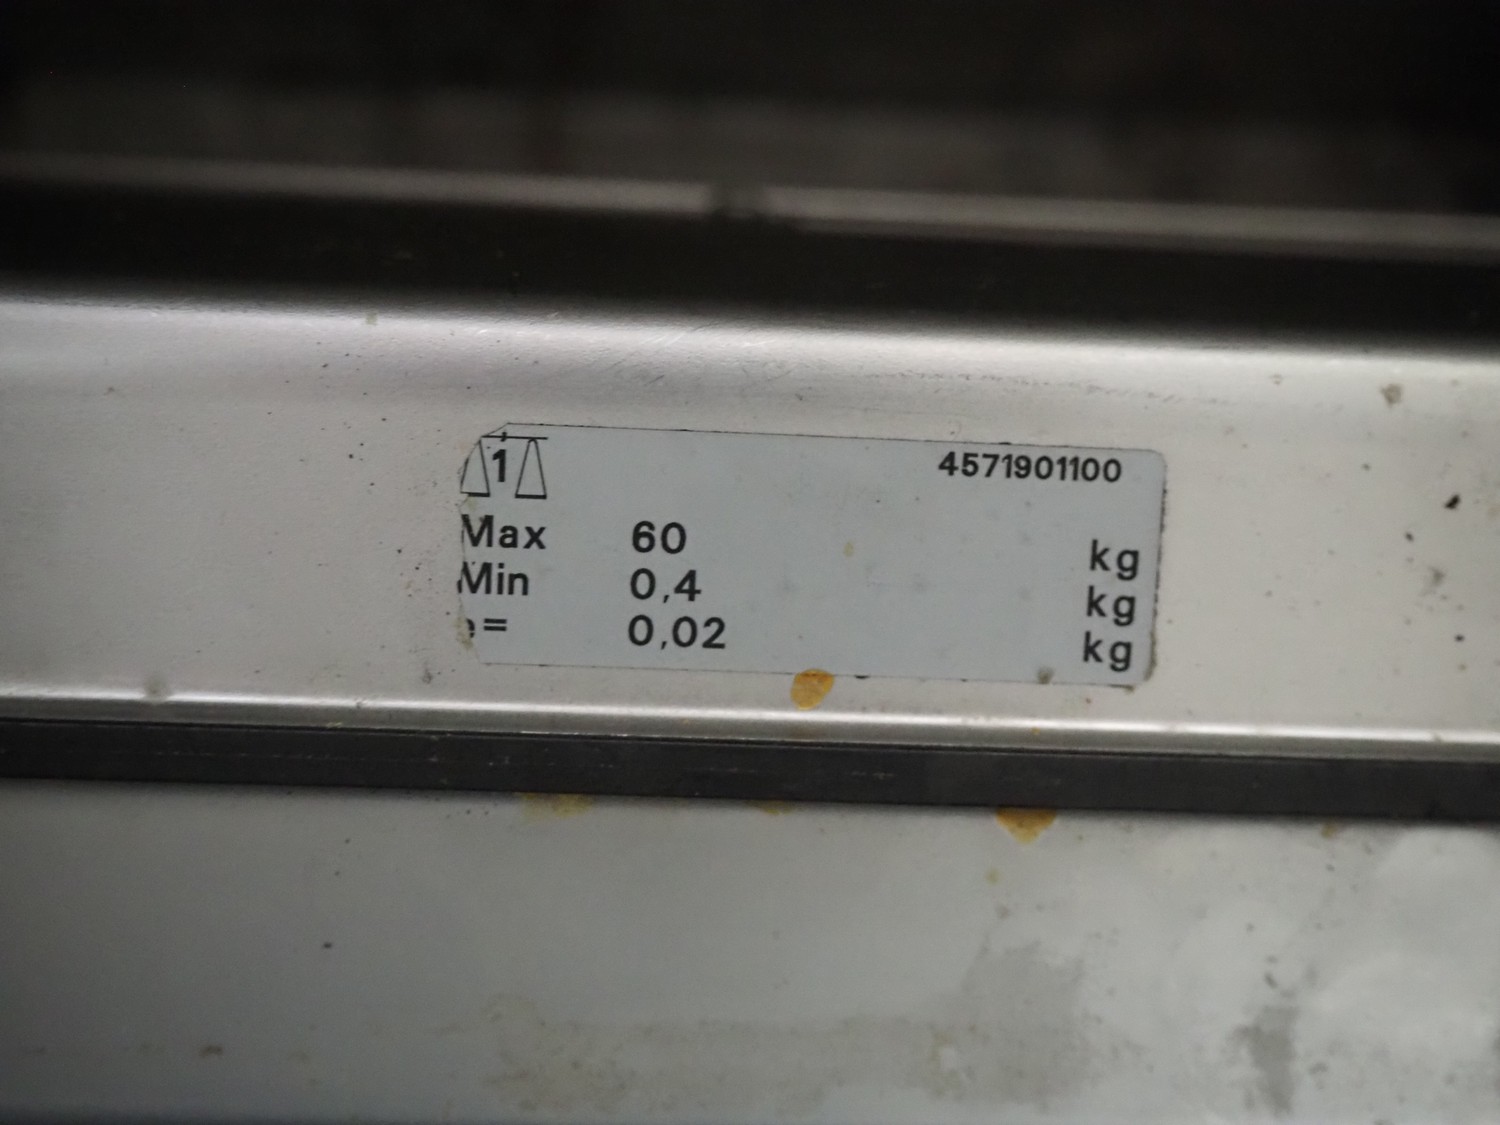 1 4571901100
Max 60 kg
Min 0,4 kg
e= 0,02 kg